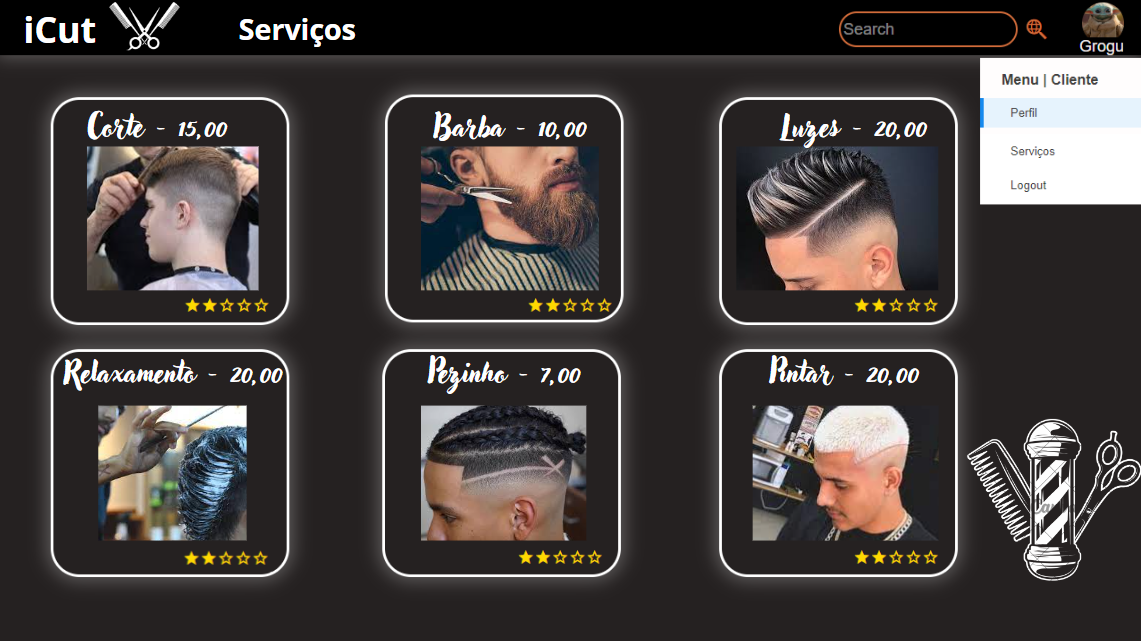 iCut
Serviços
Search
Grogu
Menu | Cliente
Perfil
Serviços
Logout
Corte - 15,00
Barba - 10,00
Luzes - 20,00
Relaxamento - 20,00
Pezinho - 7,00
Pintar - 20,00